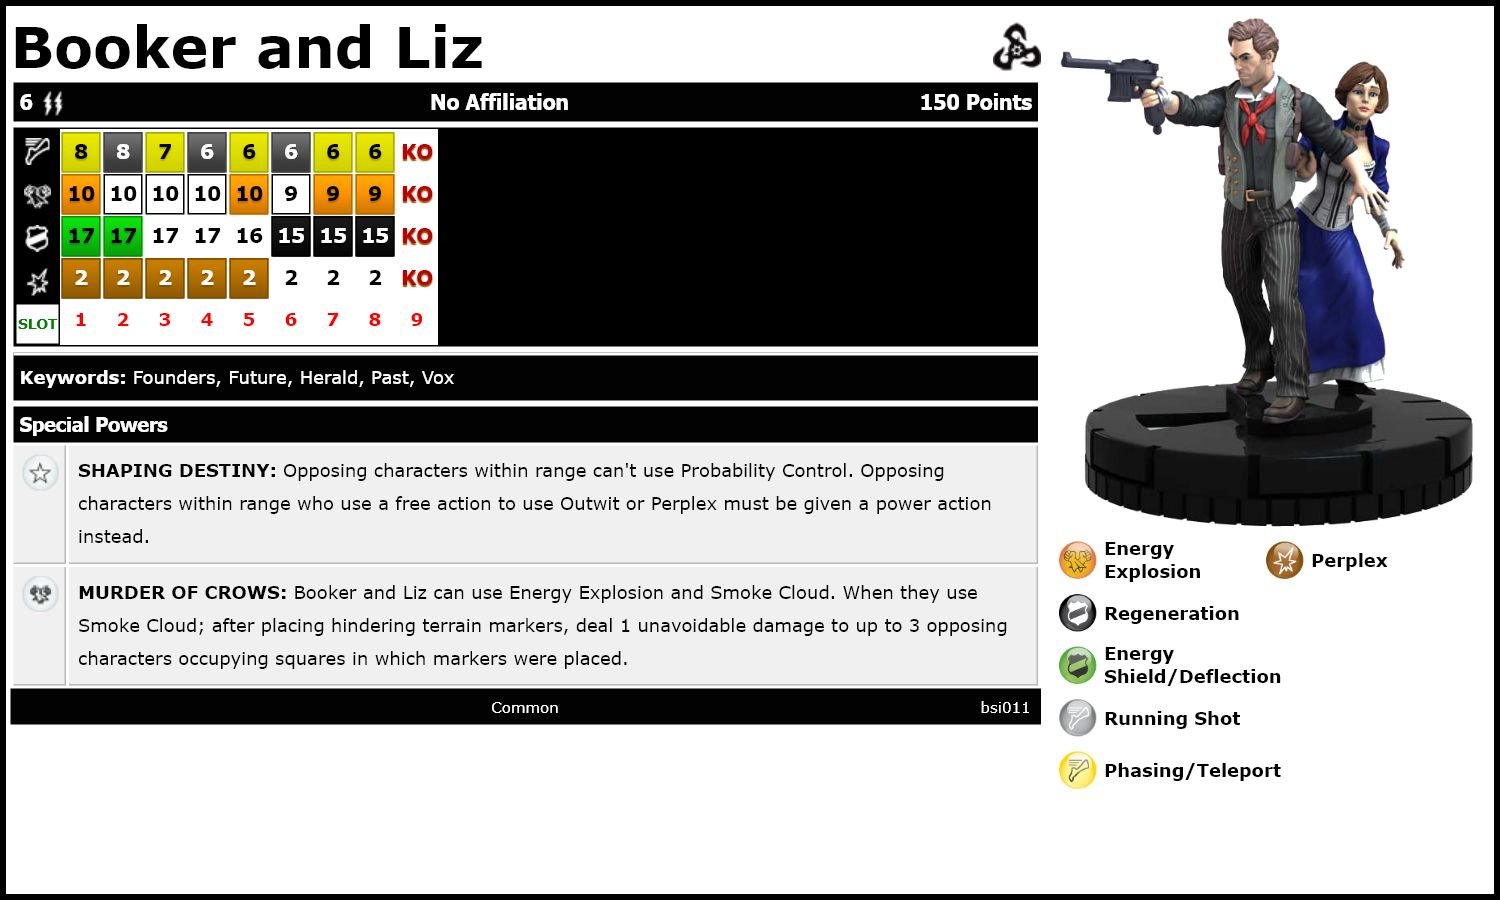 Booker and Liz
6 No Affiliation 150 Points
8 8 7 6 6 6 6 6 KO
10 10 10 10 10 9 9 9 KO
17 17 17 17 16 15 15 15 KO
2 2 2 2 2 2 2 2 KO
SLOT 1 2 3 4 5 6 7 8 9
Keywords: Founders, Future, Herald, Past, Vox
Special Powers
SHAPING DESTINY: Opposing characters within range can't use Probability Control. Opposing
characters within range who use a free action to use Outwit or Perplex must be given a power action
instead.
MURDER OF CROWS: Booker and Liz can use Energy Explosion and Smoke Cloud. When they use
Smoke Cloud; after placing hindering terrain markers, deal 1 unavoidable damage to up to 3 opposing
characters occupying squares in which markers were placed.
Common bsi011
Energy
Explosion
Perplex
Regeneration
Energy
Shield/Deflection
Running Shot
Phasing/Teleport